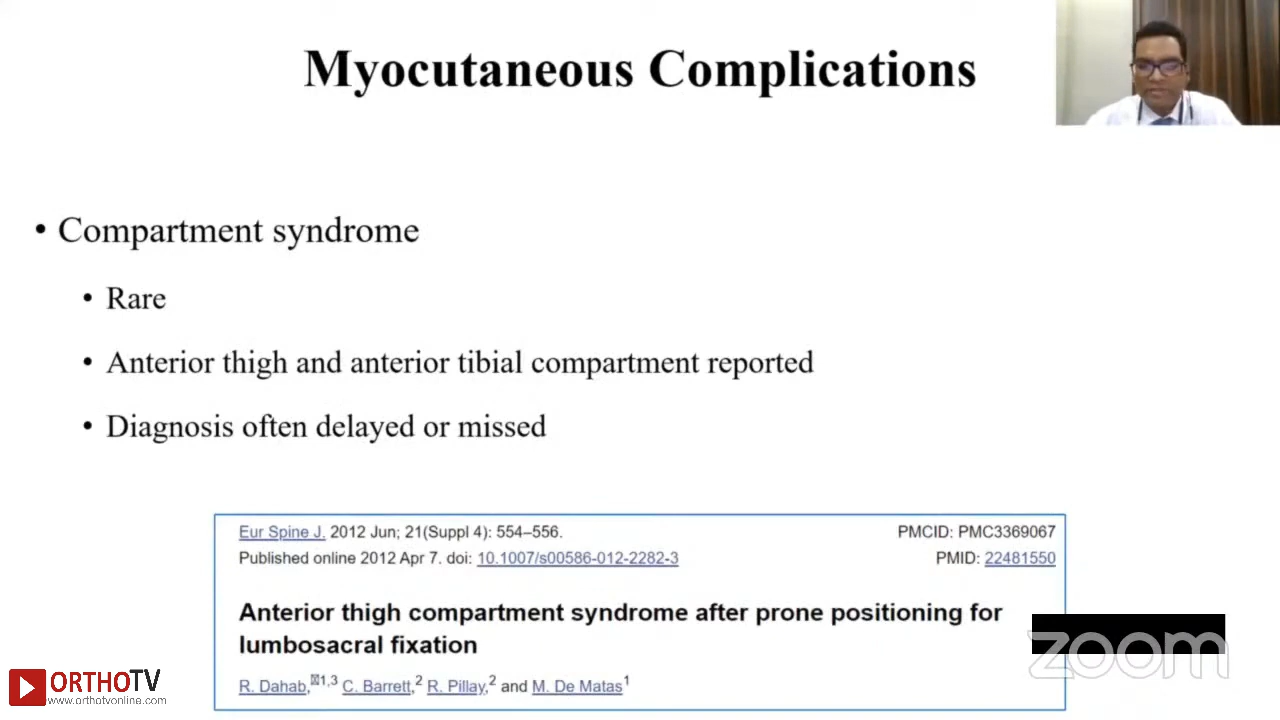 Myocutaneous Complications
• Compartment syndrome
• Rare
• Anterior thigh and anterior tibial compartment reported
• Diagnosis often delayed or missed
Eur Spine J. 2012 Jun; 21(Suppl 4): 554–556.
PMCID: PMC3369067
Published online 2012 Apr 7. doi: 10.1007/s00586-012-2282-3
PMID: 22481550
Anterior thigh compartment syndrome after prone positioning for
lumbosacral fixation
R. Dahab,1,3 C. Barrett,2 R. Pillay,2 and M. De Matas1
zoom
ORTHOTV
www.orthotvonline.com